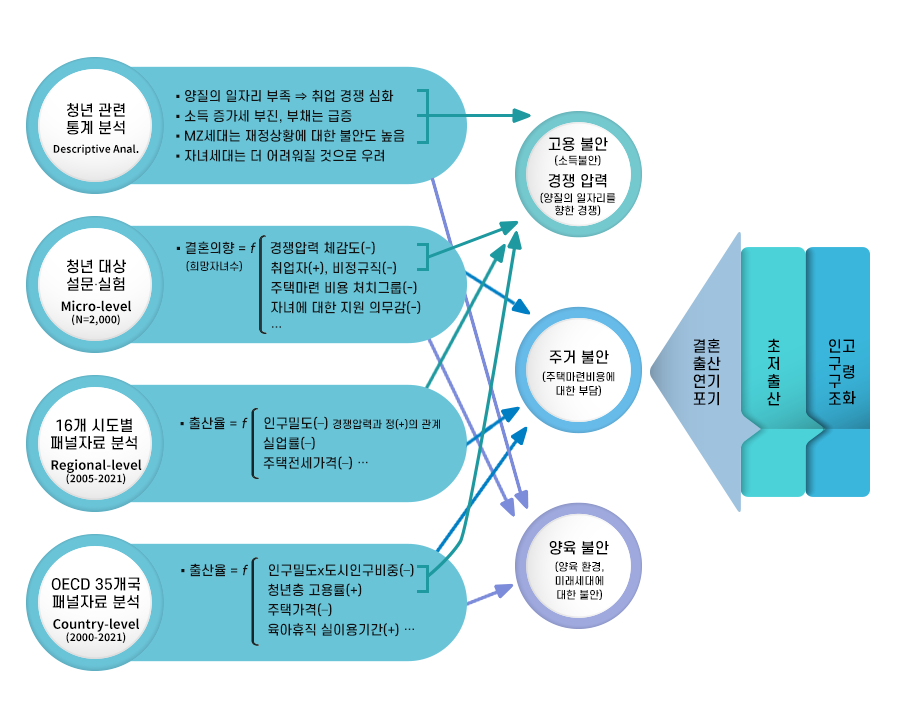 청년 관련
통계 분석
Descriptive Anal.
▪ 양질의 일자리 부족 ⇒ 취업 경쟁 심화
▪ 소득 증가세 부진, 부채는 급증
▪ MZ세대는 재정상황에 대한 불안도 높음
▪ 자녀세대는 더 어려워질 것으로 우려
청년 대상
설문·실험
Micro-level
(N=2,000)
▪ 결혼의향 = f
(희망자녀수)
경쟁압력 체감도(-)
취업자(+), 비정규직(-)
주택마련 비용 처치그룹(-)
자녀에 대한 지원 의무감(-)
...
16개 시도별
패널자료 분석
Regional-level
(2005-2021)
▪ 출산율 = f
인구밀도(-) 경쟁압력과 정(+)의 관계
실업률(-)
주택전세가격(-) ...
OECD 35개국
패널자료 분석
Country-level
(2000-2021)
▪ 출산율 = f
인구밀도x도시인구비중(-)
청년층 고용률(+)
주택가격(-)
육아휴직 실이용기간(+) ...
고용 불안
(소득불안)
경쟁 압력
(양질의 일자리를
향한 경쟁)
주거 불안
(주택마련비용에
대한 부담)
양육 불안
(양육 환경,
미래세대에
대한 불안)
결혼
출산
연기
포기
초저출산
인구구조
고령화